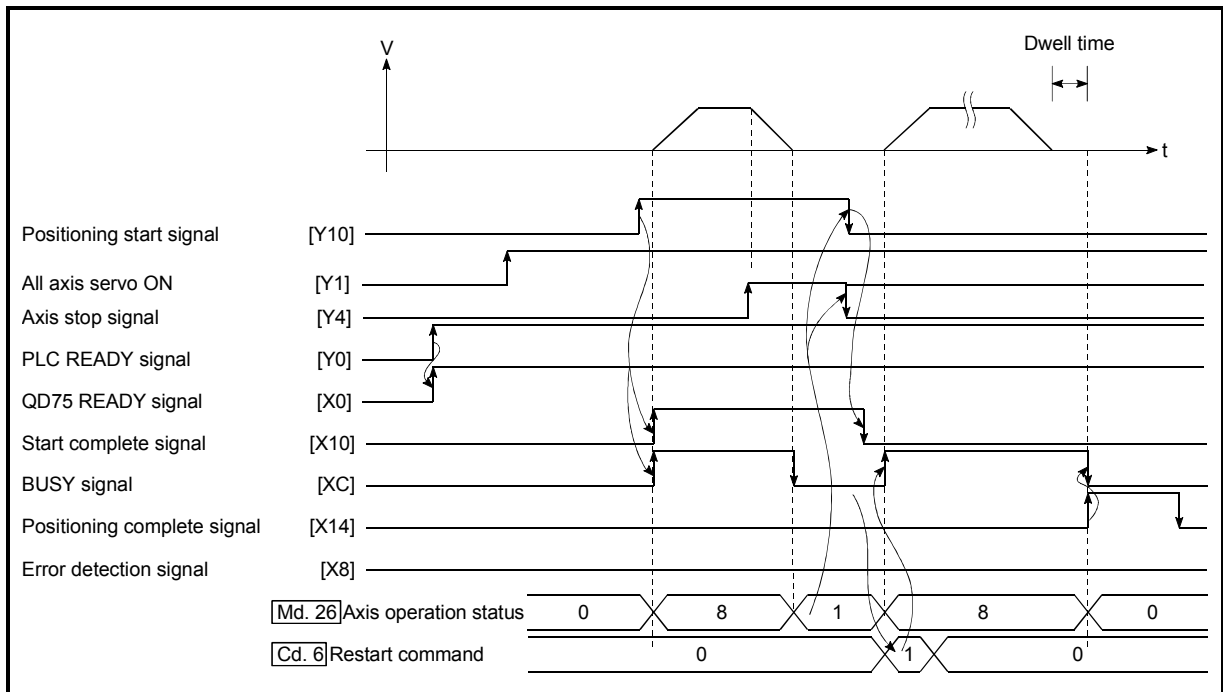 Dwell time
V
t
Positioning start signal [Y10]
All axis servo ON [Y1]
Axis stop signal [Y4]
PLC READY signal [Y0]
QD75 READY signal [X0]
Start complete signal [X10]
BUSY signal [XC]
Positioning complete signal [X14]
Error detection signal [X8]
Md. 26 Axis operation status 0 8 1 8 0
Cd. 6 Restart command 0 1 0